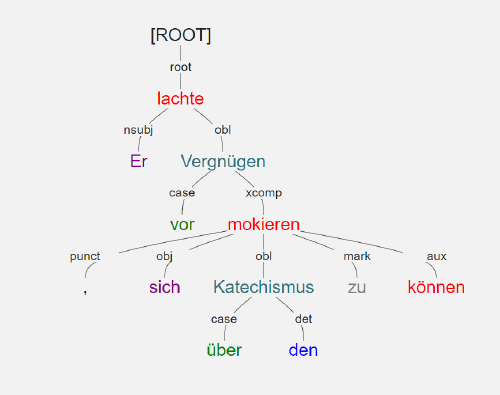 [ROOT]
root
lachte
nsubj obl
Er Vergnügen
case xcomp
vor mokieren
punct obj obl mark aux
, sich Katechismus zu können
case det
über den